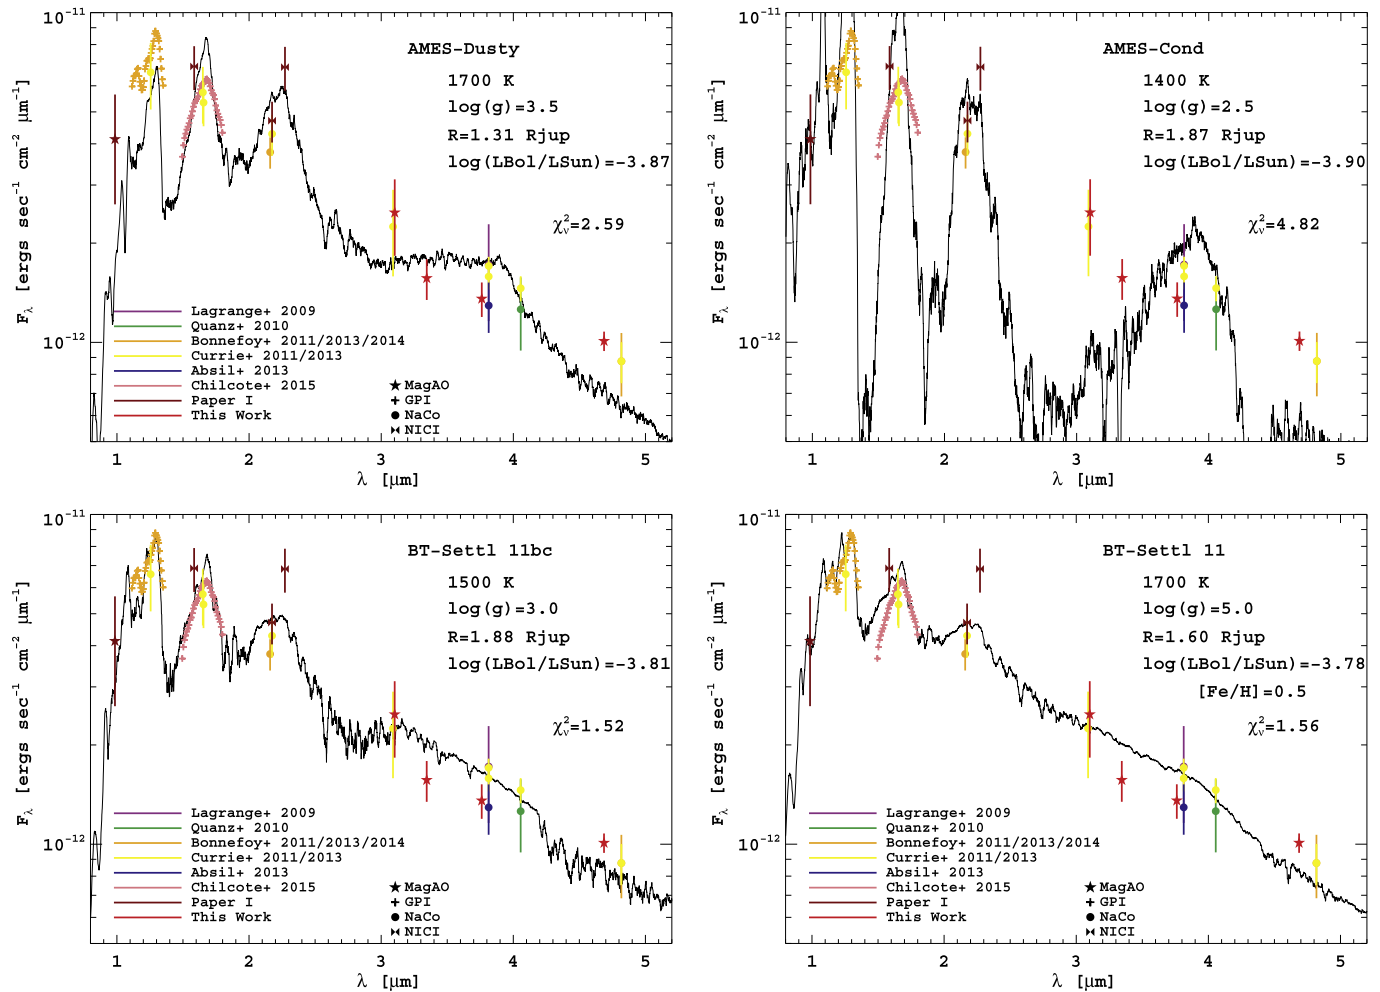 10⁻¹¹
AMES-Dusty
1700 K
log(g)=3.5
R=1.31 Rjup
log(LBol/LSun)=-3.87
χ²ᵥ=2.59
Fλ [ergs sec⁻¹ cm⁻² μm⁻¹]
10⁻¹²
Lagrange+ 2009
Quanz+ 2010
Bonnefoy+ 2011/2013/2014
Currie+ 2011/2013
Absil+ 2013
Chilcote+ 2015
Paper I
This Work
MagAO
GPI
NaCo
NICI
1 2 3 4 5
λ [μm]
10⁻¹¹
AMES-Cond
1400 K
log(g)=2.5
R=1.87 Rjup
log(LBol/LSun)=-3.90
χ²ᵥ=4.82
Fλ [ergs sec⁻¹ cm⁻² μm⁻¹]
10⁻¹²
1 2 3 4 5
λ [μm]
10⁻¹¹
BT-Settl 11bc
1500 K
log(g)=3.0
R=1.88 Rjup
log(LBol/LSun)=-3.81
χ²ᵥ=1.52
Fλ [ergs sec⁻¹ cm⁻² μm⁻¹]
10⁻¹²
Lagrange+ 2009
Quanz+ 2010
Bonnefoy+ 2011/2013/2014
Currie+ 2011/2013
Absil+ 2013
Chilcote+ 2015
Paper I
This Work
MagAO
GPI
NaCo
NICI
1 2 3 4 5
λ [μm]
10⁻¹¹
BT-Settl 11
1700 K
log(g)=5.0
R=1.60 Rjup
log(LBol/LSun)=-3.78
[Fe/H]=0.5
χ²ᵥ=1.56
Fλ [ergs sec⁻¹ cm⁻² μm⁻¹]
10⁻¹²
Lagrange+ 2009
Quanz+ 2010
Bonnefoy+ 2011/2013/2014
Currie+ 2011/2013
Absil+ 2013
Chilcote+ 2015
Paper I
This Work
MagAO
GPI
NaCo
NICI
1 2 3 4 5
λ [μm]